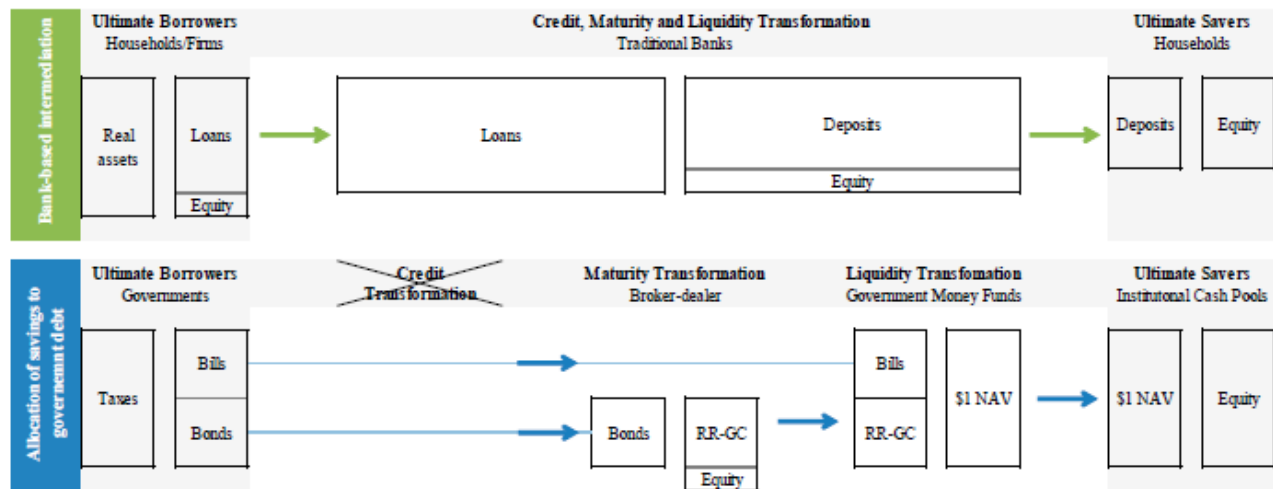 Bank-based intermediation
Ultimate Borrowers
Households/Firms
Credit, Maturity and Liquidity Transformation
Traditional Banks
Ultimate Savers
Households
Real
assets
Loans
Equity
Loans
Deposits
Equity
Deposits
Equity
Allocation of savings to
governemnt debt
Ultimate Borrowers
Governments
Credit
Transformation
Maturity Transformation
Broker-dealer
Liquidity Transfomation
Government Money Funds
Ultimate Savers
Institutonal Cash Pools
Taxes
Bills
Bonds
Bonds
RR-GC
Equity
Bills
RR-GC
$1 NAV
$1 NAV
Equity